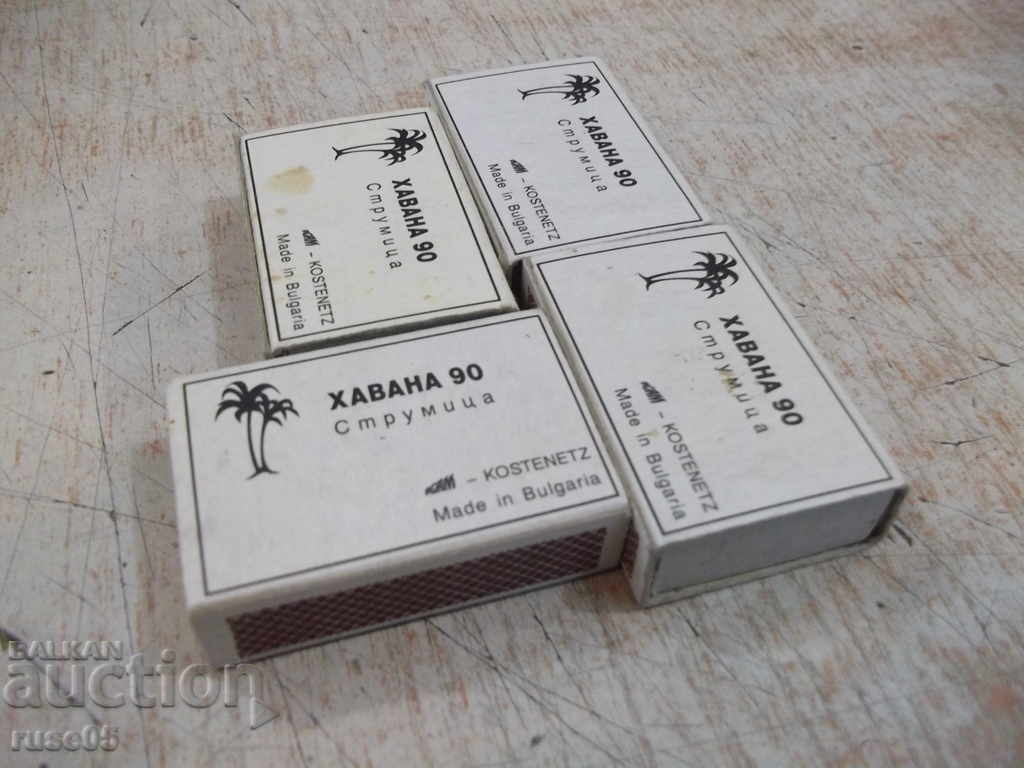 ХАВАНА 90
Струмица
- KOSTENETZ
Made in Bulgaria
ХАВАНА 90
Струмица
- KOSTENETZ
Made in Bulgaria
ХАВАНА 90
Струмица
- KOSTENETZ
Made in Bulgaria
ХАВАНА 90
Струмица
- KOSTENETZ
Made in Bulgaria
BALKAN
auction
ruse05